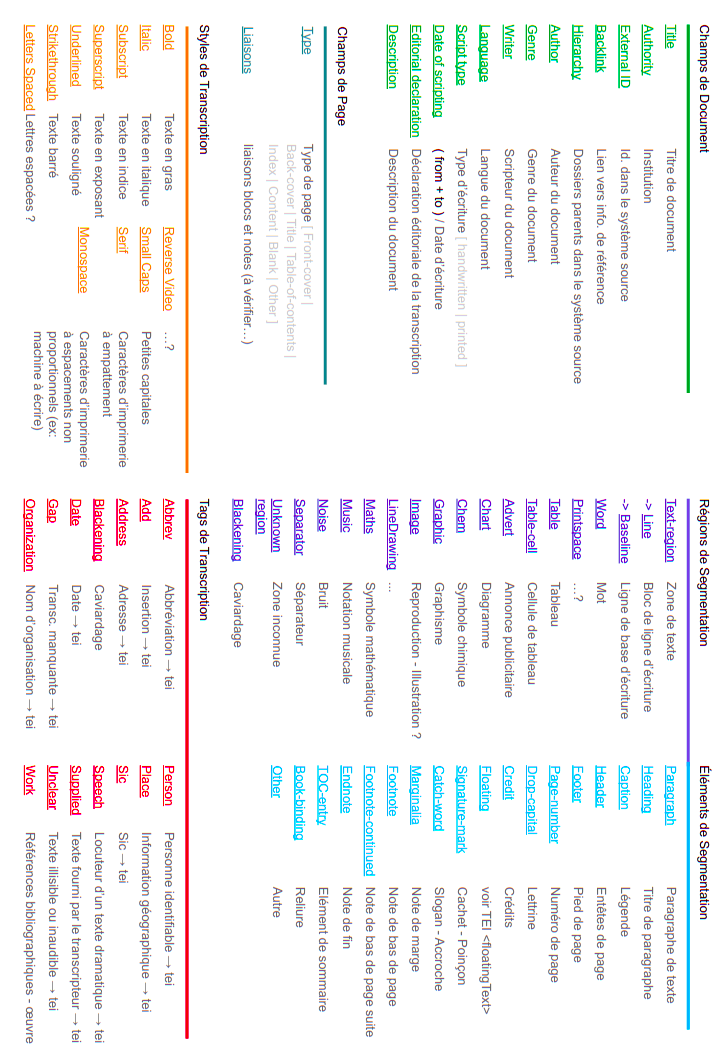 Champs de Document
Title Titre de document
Authority Institution
External ID Id. dans le système source
Backlink Lien vers info. de référence
Hierarchy Dossiers parents dans le système source
Author Auteur du document
Genre Genre du document
Writer Scripteur du document
Language Langue du document
Script type Type d'écriture [ handwritten | printed ]
Date of scripting ( from + to ) / Date d'écriture
Editorial declaration Déclaration éditoriale de la transcription
Description Description du document
Champs de Page
Type Type de page [ Front-cover |
Back-cover | Title | Table-of-contents |
Index | Content | Blank | Other ]
Liaisons liaisons blocs et notes (à vérifier…)
Styles de Transcription
Bold Texte en gras
Italic Texte en italique
Subscript Texte en indice
Superscript Texte en exposant
Underlined Texte souligné
Strikethrough Texte barré
Letters Spaced Lettres espacées ?
Reverse Video …?
Small Caps Petites capitales
Serif Caractères d'imprimerie
à empattement
Monospace Caractères d'imprimerie
à espacements non
proportionnels (ex:
machine à écrire)
Régions de Segmentation
Text-region Zone de texte
-> Line Bloc de ligne d'écriture
-> Baseline Ligne de base d'écriture
Word Mot
Printspace …?
Table Tableau
Table-cell Cellule de tableau
Advert Annonce publicitaire
Chart Diagramme
Chem Symbole chimique
Graphic Graphisme
Image Reproduction - Illustration ?
LineDrawing ...
Maths Symbole mathématique
Music Notation musicale
Noise Bruit
Separator Séparateur
Unknown Zone inconnue
region
Blackening Caviardage
Éléments de Segmentation
Paragraph Paragraphe de texte
Heading Titre de paragraphe
Caption Légende
Header Entêtes de page
Footer Pied de page
Page-number Numéro de page
Drop-capital Lettrine
Credit Crédits
Floating voir TEI <floatingText>
Signature-mark Cachet - Poinçon
Catch-word Slogan - Accroche
Marginalia Note de marge
Footnote Note de bas de page
Footnote-continued Note de bas de page suite
Endnote Note de fin
TOC-entry Elément de sommaire
Book-binding Reliure
Other Autre
Tags de Transcription
Abbrev Abbréviation → tei
Add Insertion → tei
Address Adresse → tei
Blackening Caviardage
Date Date → tei
Gap Transc. manquante → tei
Organization Nom d'organisation → tei
Person Personne identifiable → tei
Place Information géographique → tei
Sic Sic → tei
Speech Locuteur d'un texte dramatique → tei
Supplied Texte fourni par le transcripteur → tei
Unclear Texte illisible ou inaudible → tei
Work Références bibliographiques - œuvre